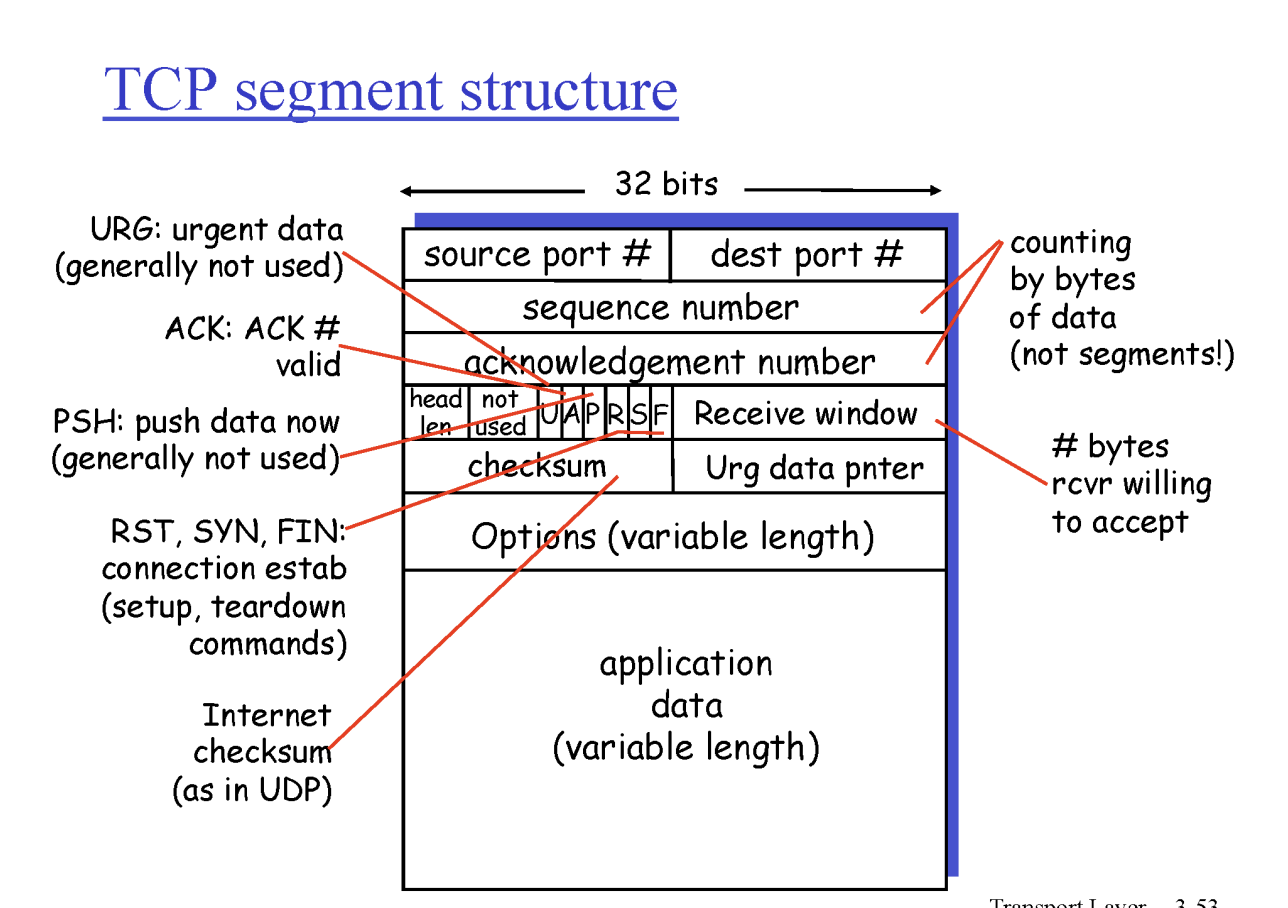 TCP segment structure
32 bits
URG: urgent data
(generally not used)
ACK: ACK #
valid
PSH: push data now
(generally not used)
RST, SYN, FIN:
connection estab
(setup, teardown
commands)
Internet
checksum
(as in UDP)
source port #
dest port #
sequence number
acknowledgement number
head
len
not
used
U
A
P
R
S
F
Receive window
checksum
Urg data pnter
Options (variable length)
application
data
(variable length)
counting
by bytes
of data
(not segments!)
# bytes
rcvr willing
to accept
Transport Layer 3-53